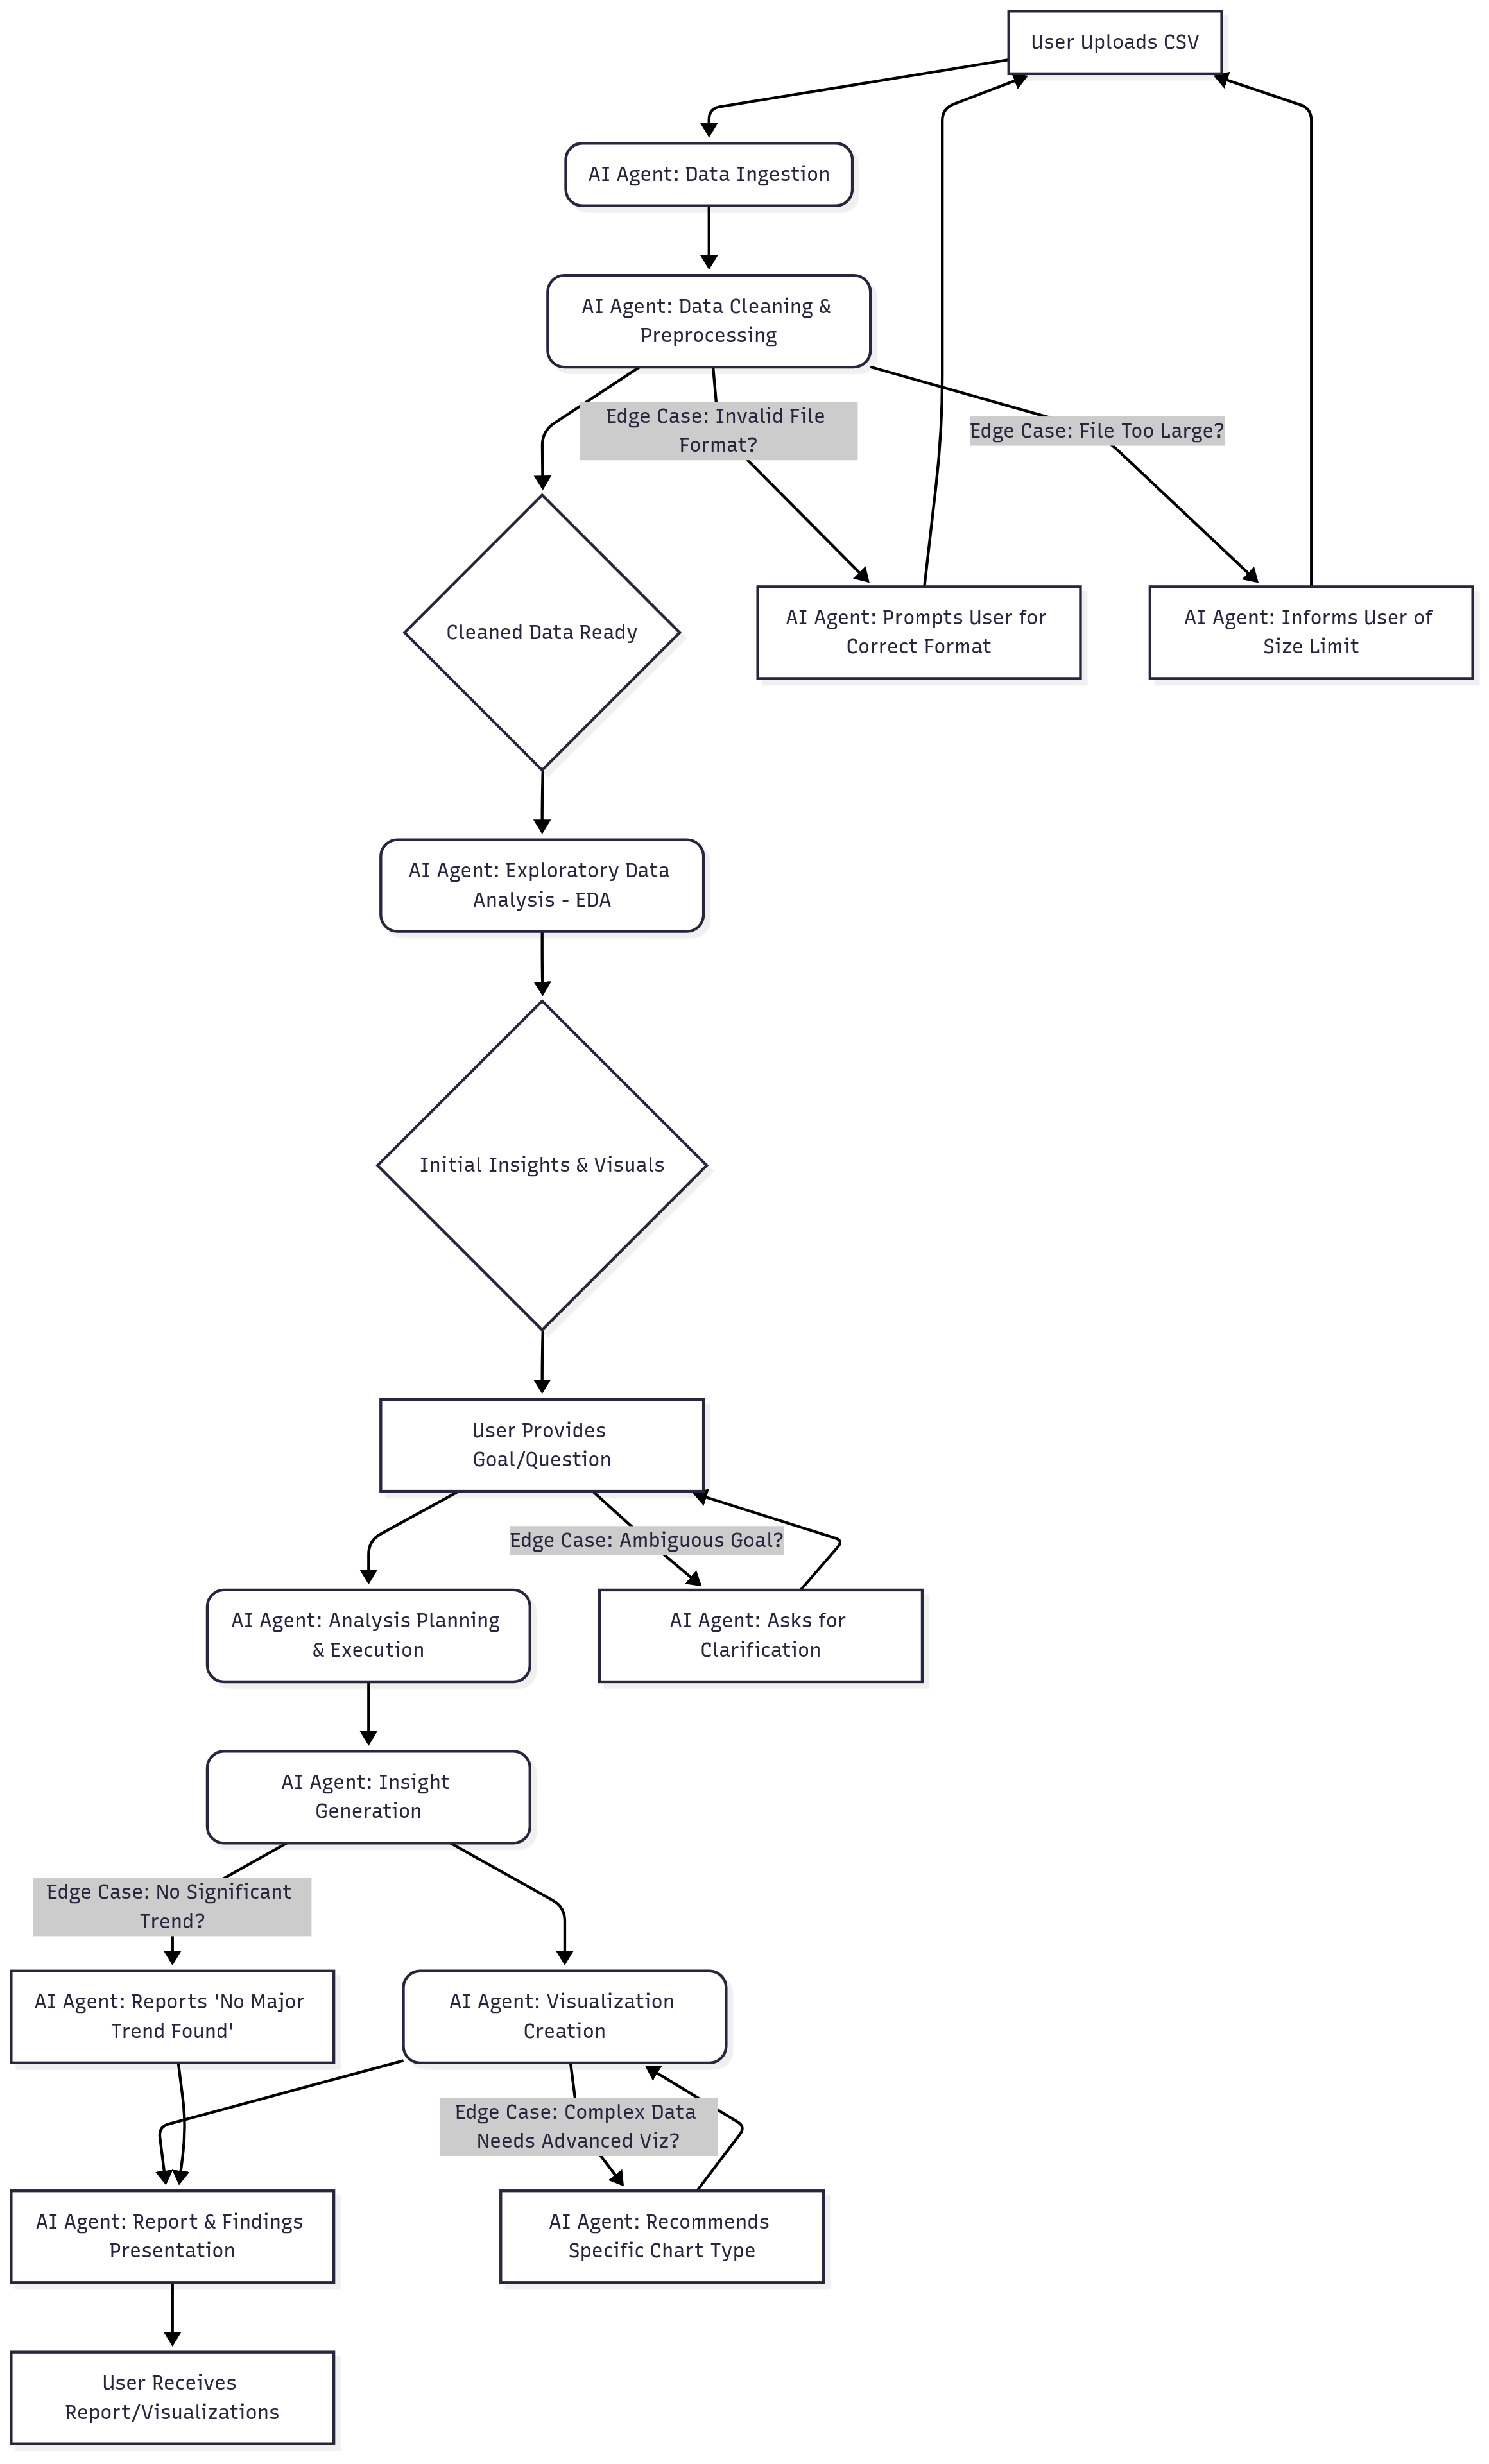 User Uploads CSV
AI Agent: Data Ingestion
AI Agent: Data Cleaning &
Preprocessing
Edge Case: Invalid File
Format?
Edge Case: File Too Large?
Cleaned Data Ready
AI Agent: Prompts User for
Correct Format
AI Agent: Informs User of
Size Limit
AI Agent: Exploratory Data
Analysis - EDA
Initial Insights & Visuals
User Provides
Goal/Question
Edge Case: Ambiguous Goal?
AI Agent: Analysis Planning
& Execution
AI Agent: Asks for
Clarification
AI Agent: Insight
Generation
Edge Case: No Significant
Trend?
AI Agent: Reports 'No Major
Trend Found'
AI Agent: Visualization
Creation
Edge Case: Complex Data
Needs Advanced Viz?
AI Agent: Report & Findings
Presentation
AI Agent: Recommends
Specific Chart Type
User Receives
Report/Visualizations